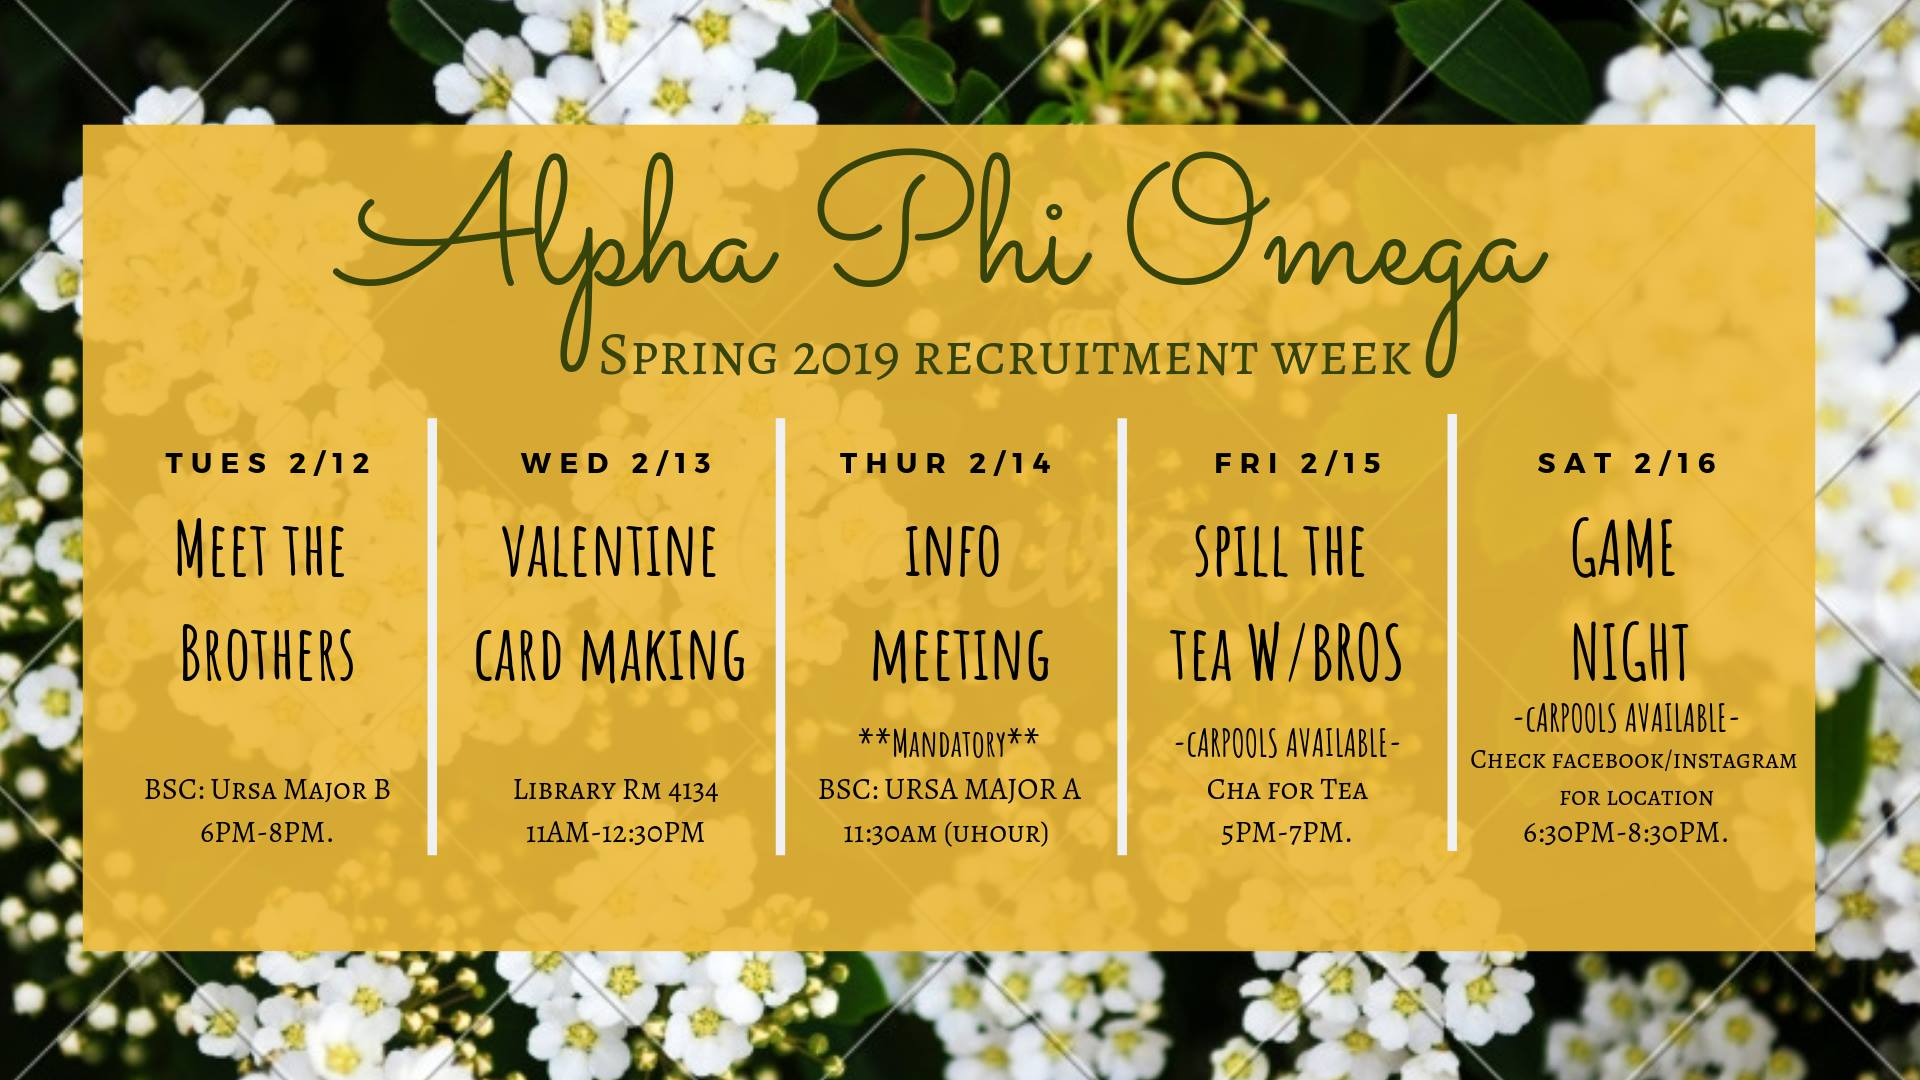 Alpha Phi Omega
Spring 2019 recruitment week
TUES 2/12
Meet the
Brothers
BSC: Ursa Major B
6PM-8PM.
WED 2/13
valentine
card making
Library Rm 4134
11AM-12:30PM
THUR 2/14
info
meeting
**Mandatory**
BSC: URSA MAJOR A
11:30am (uhour)
FRI 2/15
spill the
tea W/BROS
-cARPOOLS AVAILABLE-
Cha for Tea
5PM-7PM.
SAT 2/16
GAME
NIGHT
-cARPOOLS AVAILABLE-
Check facebook/instagram
for location
6:30PM-8:30PM.